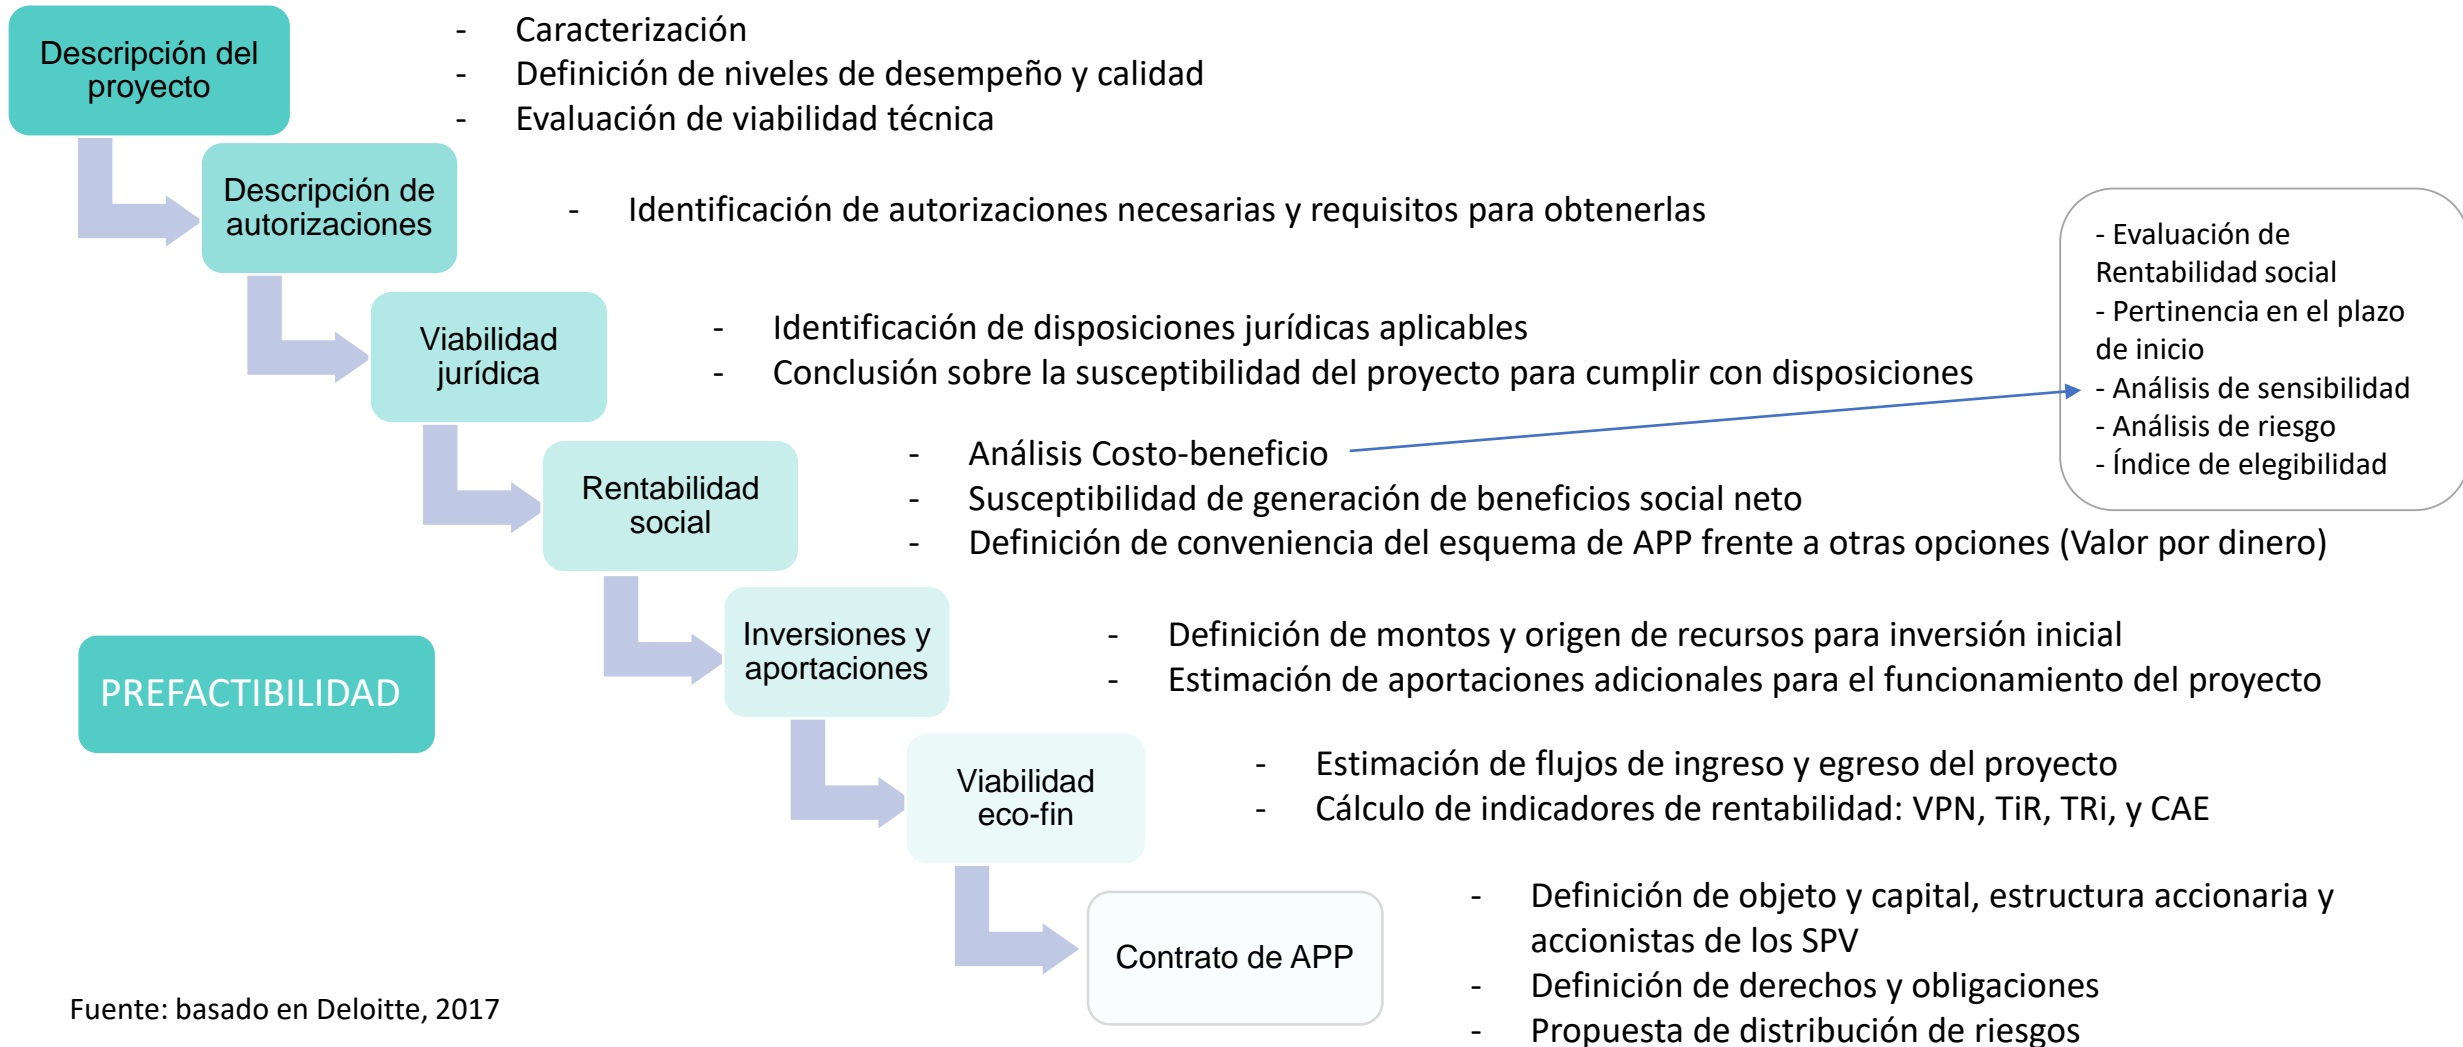 Descripción del
proyecto
- Caracterización
- Definición de niveles de desempeño y calidad
- Evaluación de viabilidad técnica
Descripción de
autorizaciones
- Identificación de autorizaciones necesarias y requisitos para obtenerlas
Viabilidad
jurídica
- Identificación de disposiciones jurídicas aplicables
- Conclusión sobre la susceptibilidad del proyecto para cumplir con disposiciones
- Evaluación de
Rentabilidad social
- Pertinencia en el plazo
de inicio
- Análisis de sensibilidad
- Análisis de riesgo
- Índice de elegibilidad
Rentabilidad
social
- Análisis Costo-beneficio
- Susceptibilidad de generación de beneficios social neto
- Definición de conveniencia del esquema de APP frente a otras opciones (Valor por dinero)
Inversiones y
aportaciones
- Definición de montos y origen de recursos para inversión inicial
- Estimación de aportaciones adicionales para el funcionamiento del proyecto
PREFACTIBILIDAD
Viabilidad
eco-fin
- Estimación de flujos de ingreso y egreso del proyecto
- Cálculo de indicadores de rentabilidad: VPN, TiR, TRi, y CAE
Contrato de APP
- Definición de objeto y capital, estructura accionaria y
accionistas de los SPV
- Definición de derechos y obligaciones
- Propuesta de distribución de riesgos
Fuente: basado en Deloitte, 2017